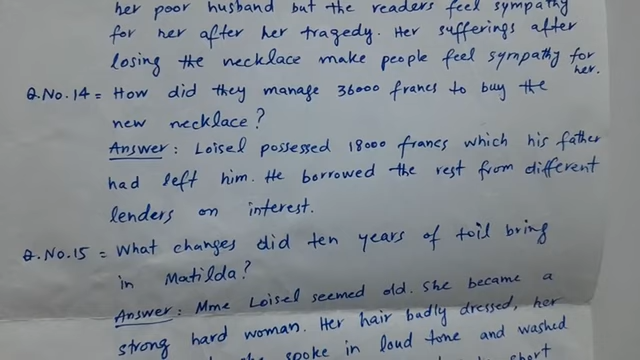 her poor husband but the readers feel sympathy
for her after her tragedy. Her sufferings after
losing the necklace make people feel sympathy for
her.
Q.No.14 = How did they manage 36000 francs to buy the
new necklace?
Answer: Loisel possessed 18000 francs which his father
had left him. He borrowed the rest from different
lenders on interest.
Q.No.15 = What changes did ten years of toil bring
in Matilda?
Answer: Mme Loisel seemed old. She became a
strong hard woman. Her hair badly dressed, her
spoke in loud tone and washed
short